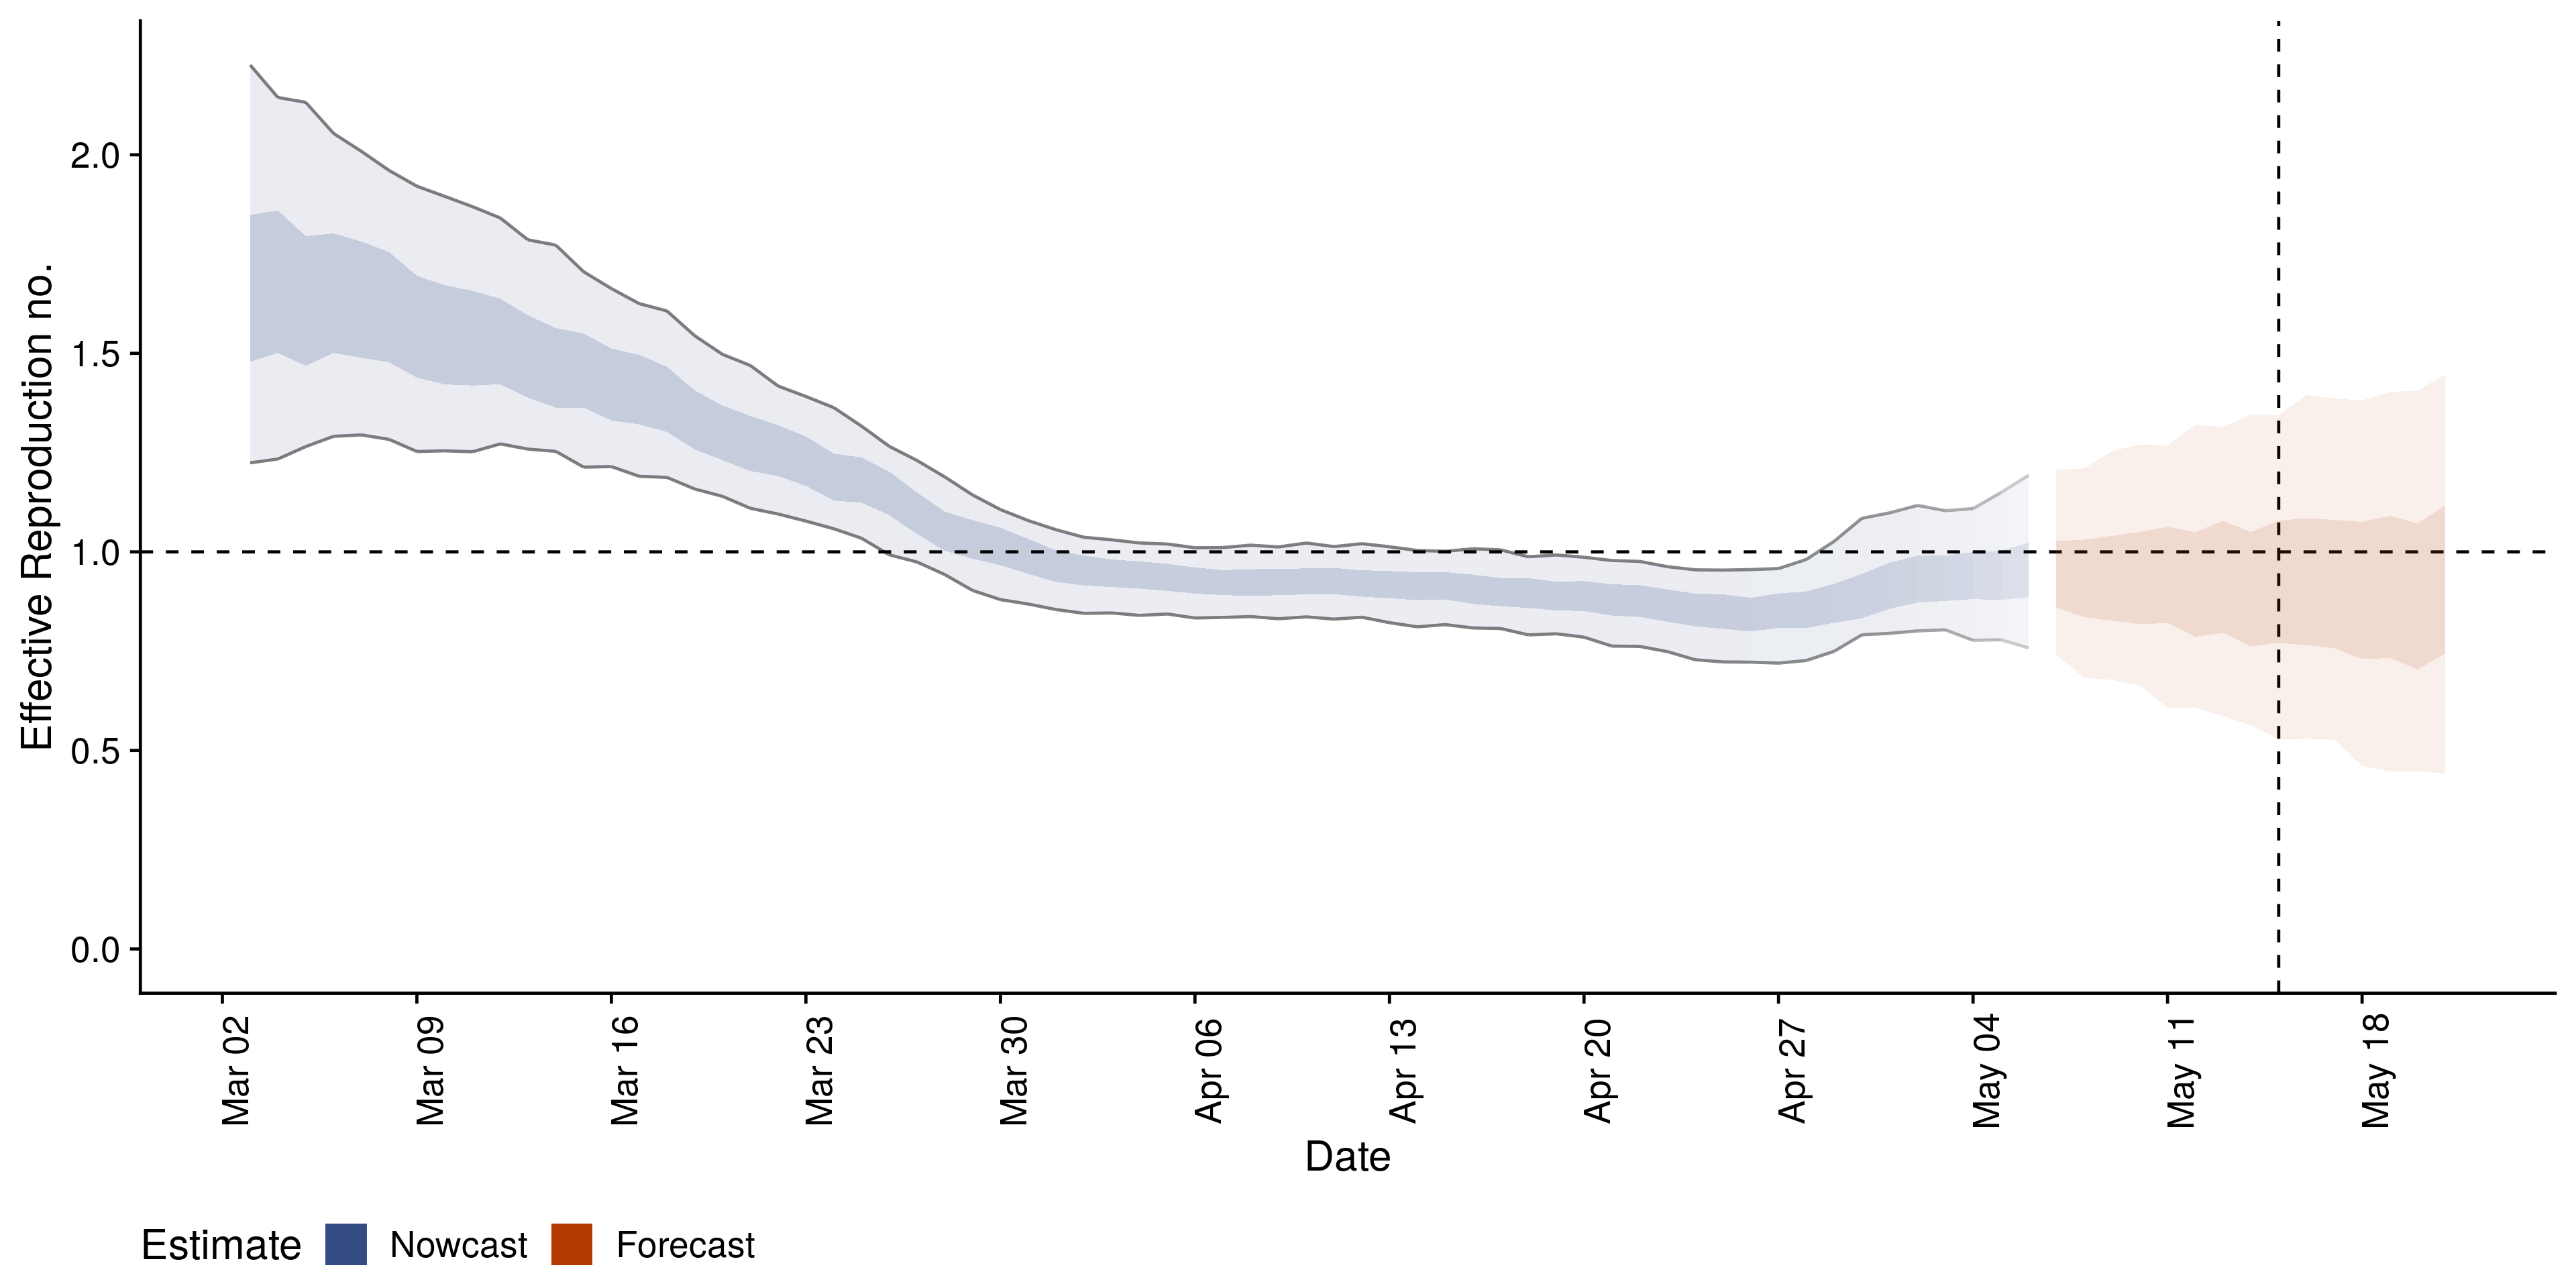 Effective Reproduction no.
2.0
1.5
1.0
0.5
0.0
Mar 02
Mar 09
Mar 16
Mar 23
Mar 30
Apr 06
Apr 13
Apr 20
Apr 27
May 04
May 11
May 18
Date
Estimate Nowcast Forecast